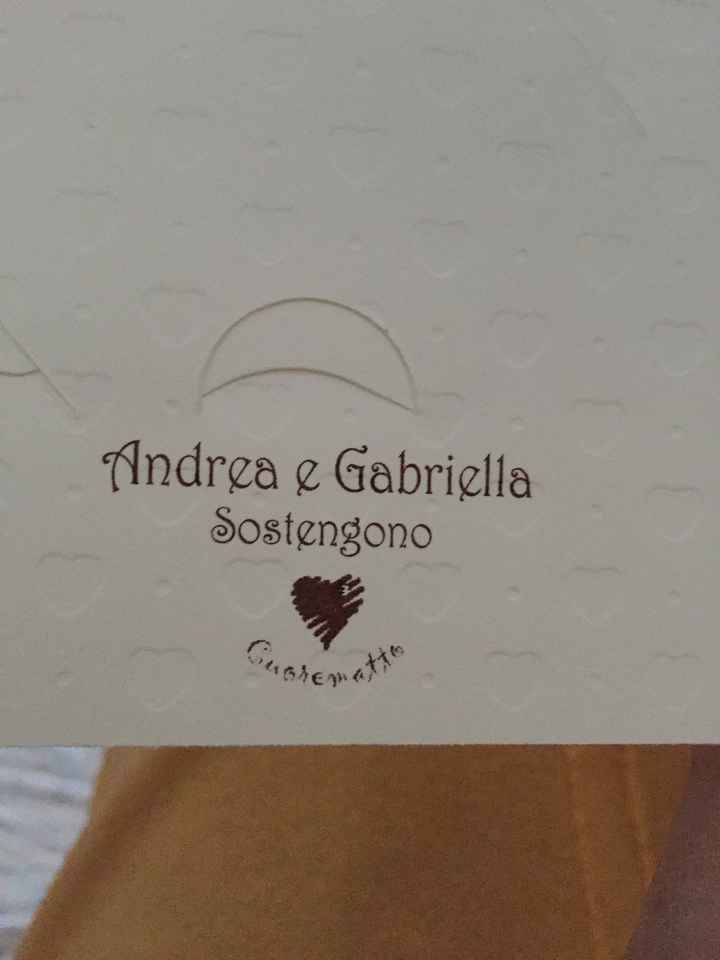 Andrea e Gabriella
Sostengono
Cuorematto